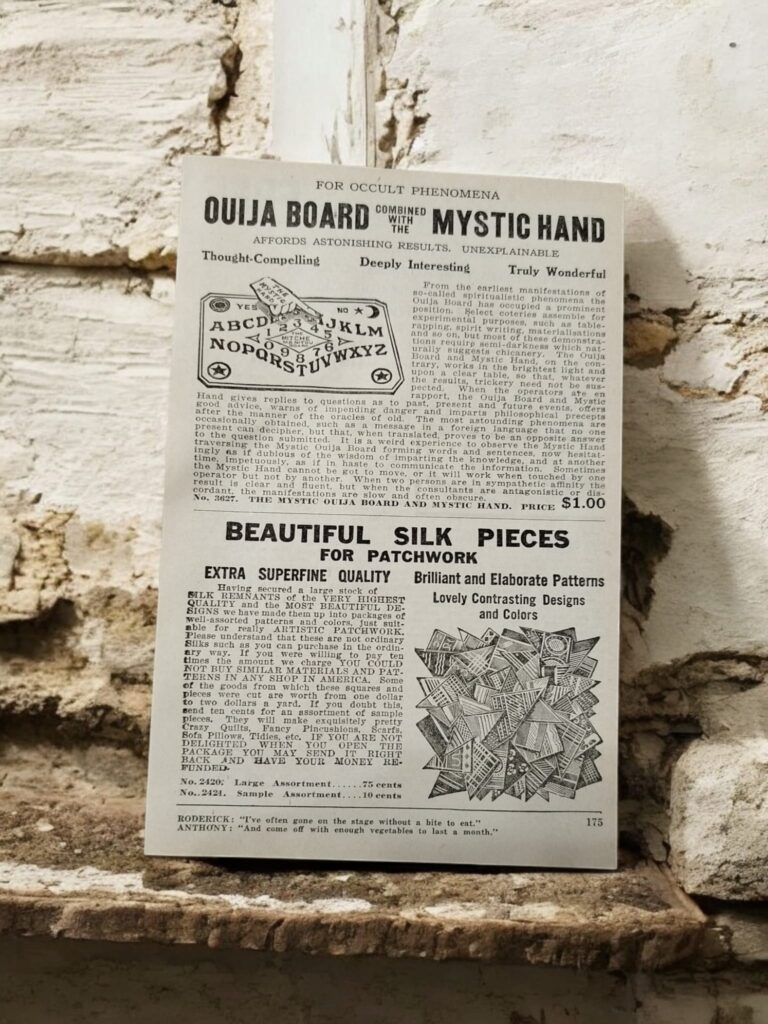 FOR OCCULT PHENOMENA
OUIJA BOARD COMBINED WITH THE MYSTIC HAND
AFFORDS ASTONISHING RESULTS, UNEXPLAINABLE
Thought-Compelling Deeply Interesting Truly Wonderful
YES NO
THE MYSTIC HAND
ABCD JKLM
1 2 3 4 5
NOPQRSTUVWXYZ
0 9 8 7 6
From the earliest manifestations of
so-called spiritualistic phenomena the
Ouija Board has occupied a prominent
position. Select coteries assemble for
experimental purposes, such as table-
rapping, spirit writing, materialisations
and so on, but most of these demonstra-
tions require semi-darkness which nat-
urally suggests chicanery. The Ouija
Board and Mystic Hand, on the con-
trary, works in the brightest light and
upon a clear table, so that, whatever
the results, trickery need not be sus-
pected. When the operators are en
rapport, the Ouija Board and Mystic
Hand gives replies to questions as to past, present and future events, offers
good advice, warns of impending danger and imparts philosophical precepts
after the manner of the oracles of old. The most astounding phenomena are
occasionally obtained, such as a message in a foreign language that no one
present can decipher, but that, when translated, proves to be an opposite answer
to the question submitted. It is a weird experience to observe the Mystic Hand
traversing the Mystic Ouija Board forming words and sentences, now hesitat-
ingly as if dubious of the wisdom of imparting the knowledge, and at another
time, impetuously, as if in haste to communicate the information. Sometimes
the Mystic Hand cannot be got to move, or it will work when touched by one
operator but not by another. When two persons are in sympathetic affinity the
result is clear and fluent, but when the consultants are antagonistic or dis-
cordant, the manifestations are slow and often obscure.
No. 3627. THE MYSTIC OUIJA BOARD AND MYSTIC HAND. PRICE $1.00
BEAUTIFUL SILK PIECES
FOR PATCHWORK
EXTRA SUPERFINE QUALITY
Having secured a large stock of
SILK REMNANTS of the VERY HIGHEST
QUALITY and the MOST BEAUTIFUL DE-
SIGNS we have made them up into packages of
well-assorted patterns and colors, just suit-
able for really ARTISTIC PATCHWORK.
Please understand that these are not ordinary
Silks such as you can purchase in the ordin-
ary way. If you were willing to pay ten
times the amount we charge YOU COULD
NOT BUY SIMILAR MATERIALS AND PAT-
TERNS IN ANY SHOP IN AMERICA. Some
of the goods from which these squares and
pieces were cut are worth from one dollar
to two dollars a yard. If you doubt this,
send ten cents for an assortment of sample
pieces. They will make exquisitely pretty
Crazy Quilts, Fancy Pincushions, Scarfs,
Sofa Pillows, Tidies, etc. IF YOU ARE NOT
DELIGHTED WHEN YOU OPEN THE
PACKAGE YOU MAY SEND IT RIGHT
BACK AND HAVE YOUR MONEY RE-
FUNDED.
No. 2420. Large Assortment......75 cents
No. 2421. Sample Assortment....10 cents
Brilliant and Elaborate Patterns
Lovely Contrasting Designs
and Colors
RODERICK: "I've often gone on the stage without a bite to eat."
ANTHONY: "And come off with enough vegetables to last a month."
175